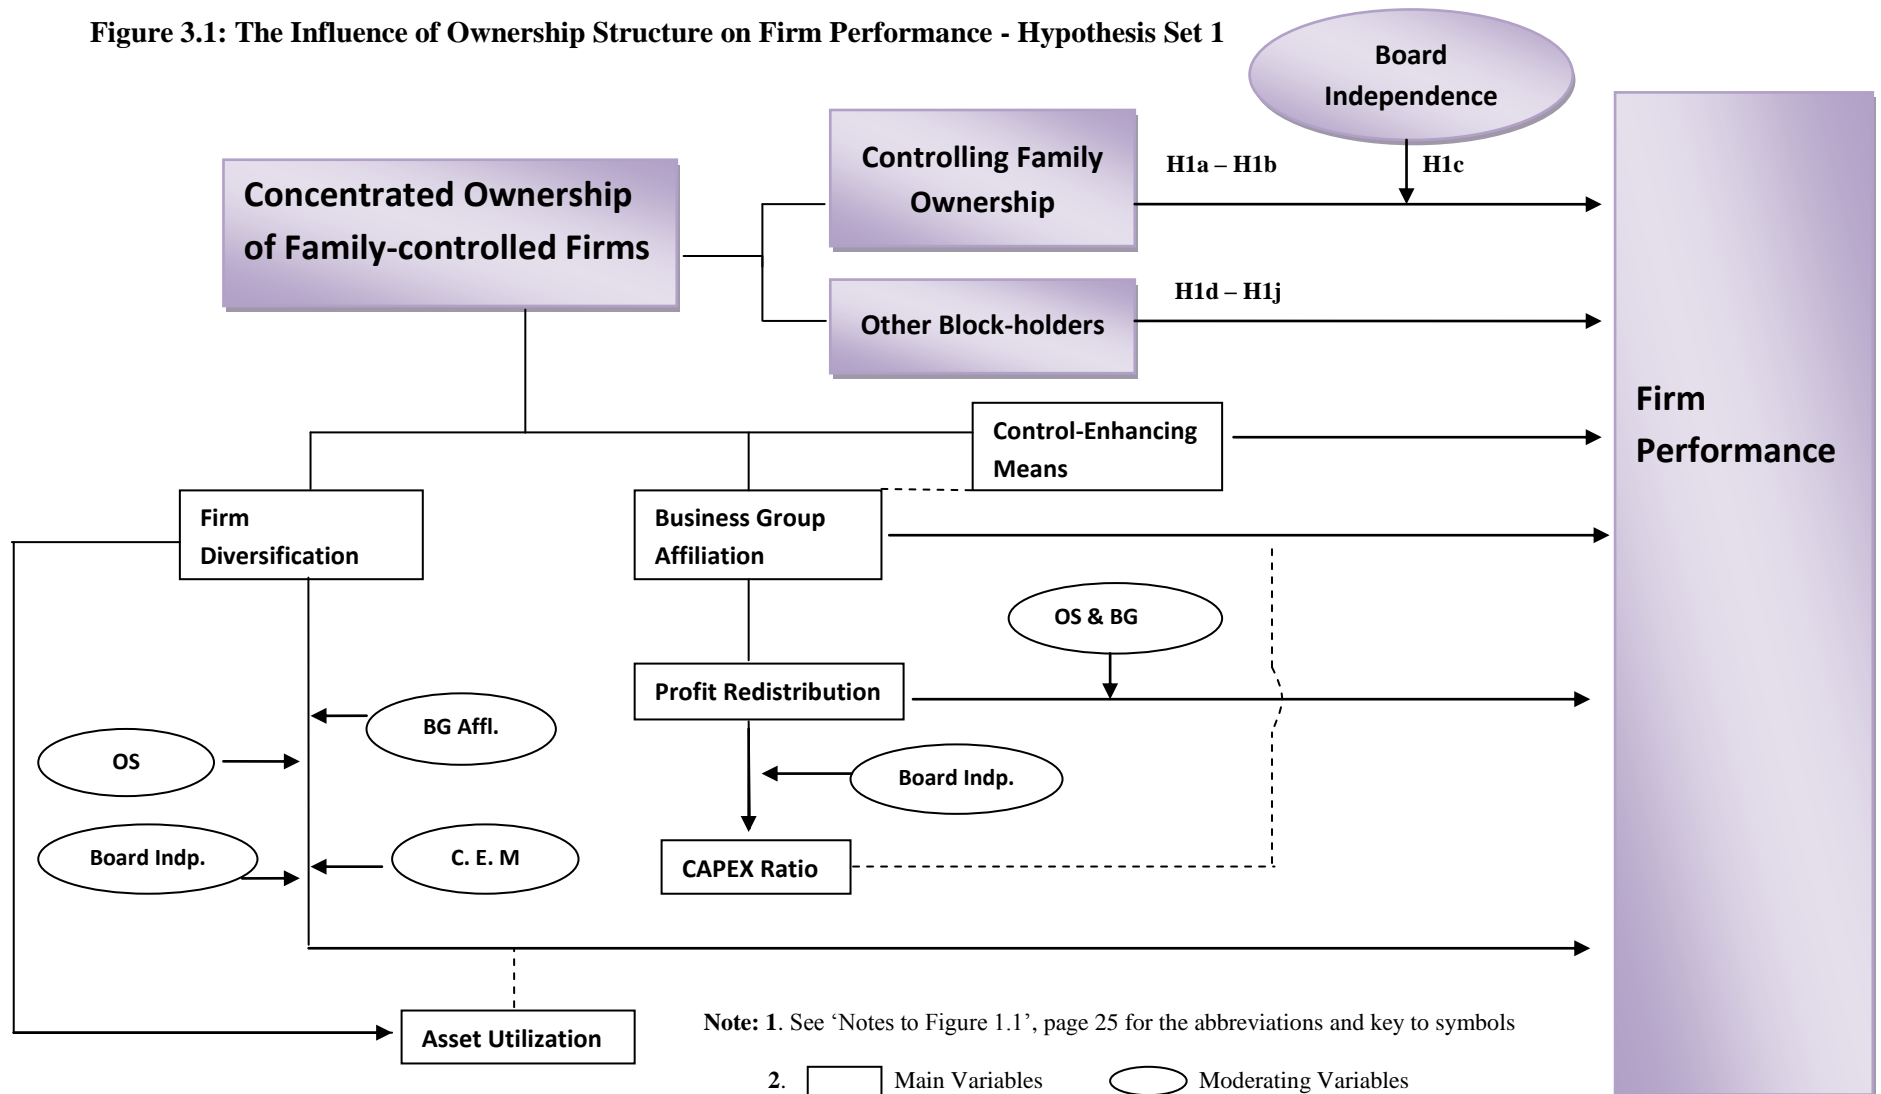 Figure 3.1: The Influence of Ownership Structure on Firm Performance - Hypothesis Set 1
Board
Independence
Controlling Family
Ownership
H1a – H1b
H1c
Concentrated Ownership
of Family-controlled Firms
H1d – H1j
Other Block-holders
Firm
Performance
Control-Enhancing
Means
Firm
Diversification
Business Group
Affiliation
OS & BG
Profit Redistribution
BG Affl.
OS
Board Indp.
Board Indp.
C. E. M
CAPEX Ratio
Asset Utilization
Note: 1. See ‘Notes to Figure 1.1’, page 25 for the abbreviations and key to symbols
2. Main Variables Moderating Variables